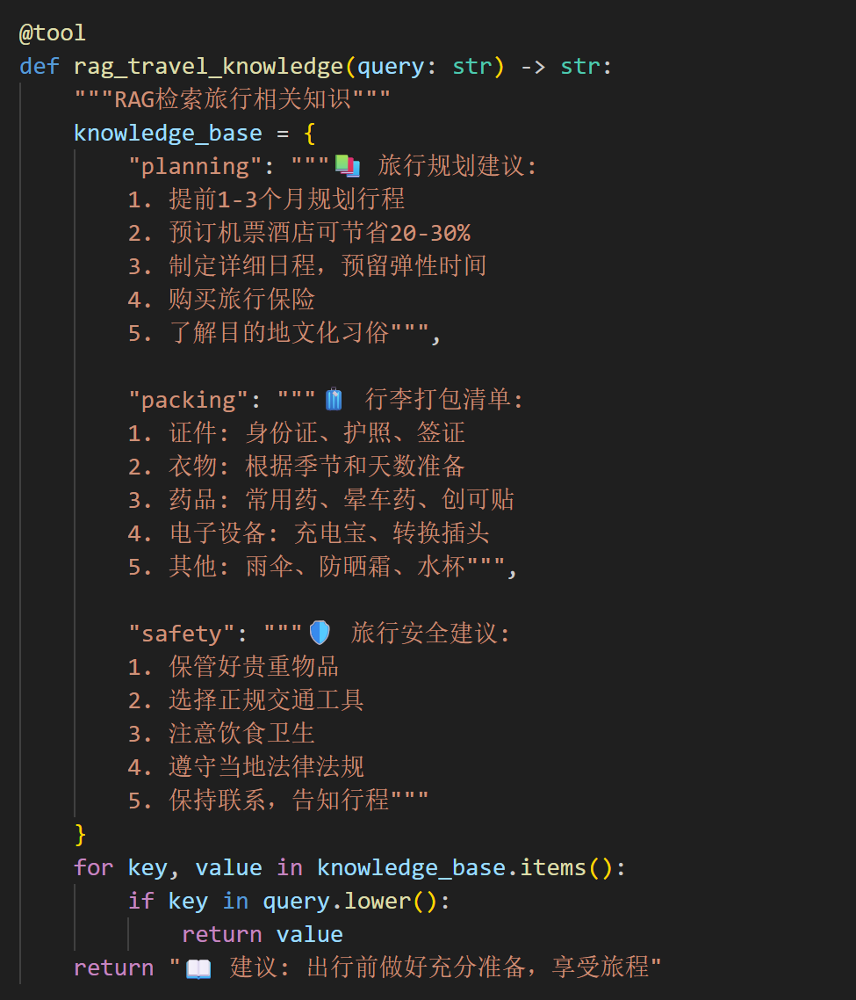 @tool
def rag_travel_knowledge(query: str) -> str:
    """RAG检索旅行相关知识"""
    knowledge_base = {
        "planning": """📚 旅行规划建议:
        1. 提前1-3个月规划行程
        2. 预订机票酒店可节省20-30%
        3. 制定详细日程，预留弹性时间
        4. 购买旅行保险
        5. 了解目的地文化习俗""",

        "packing": """🧳 行李打包清单:
        1. 证件: 身份证、护照、签证
        2. 衣物: 根据季节和天数准备
        3. 药品: 常用药、晕车药、创可贴
        4. 电子设备: 充电宝、转换插头
        5. 其他: 雨伞、防晒霜、水杯""",

        "safety": """🛡️ 旅行安全建议:
        1. 保管好贵重物品
        2. 选择正规交通工具
        3. 注意饮食卫生
        4. 遵守当地法律法规
        5. 保持联系，告知行程"""
    }
    for key, value in knowledge_base.items():
        if key in query.lower():
            return value
    return "📖 建议: 出行前做好充分准备，享受旅程"